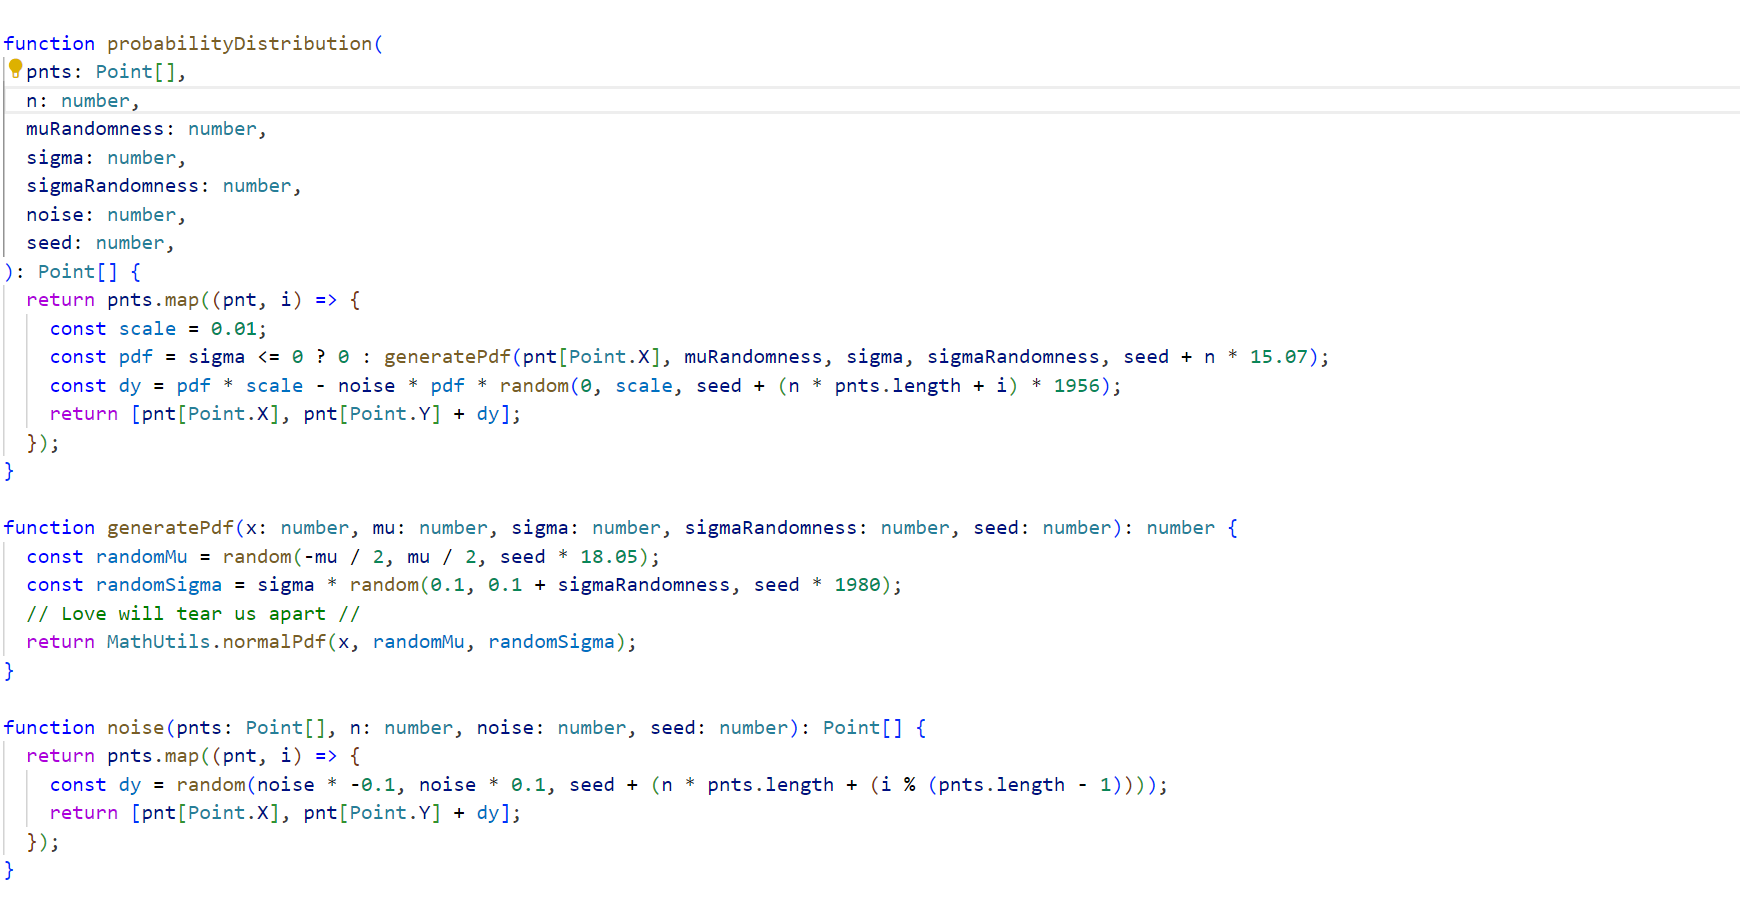 function probabilityDistribution(
  pnts: Point[],
  n: number,
  muRandomness: number,
  sigma: number,
  sigmaRandomness: number,
  noise: number,
  seed: number,
): Point[] {
  return pnts.map((pnt, i) => {
    const scale = 0.01;
    const pdf = sigma <= 0 ? 0 : generatePdf(pnt[Point.X], muRandomness, sigma, sigmaRandomness, seed + n * 15.07);
    const dy = pdf * scale - noise * pdf * random(0, scale, seed + (n * pnts.length + i) * 1956);
    return [pnt[Point.X], pnt[Point.Y] + dy];
  });
}

function generatePdf(x: number, mu: number, sigma: number, sigmaRandomness: number, seed: number): number {
  const randomMu = random(-mu / 2, mu / 2, seed * 18.05);
  const randomSigma = sigma * random(0.1, 0.1 + sigmaRandomness, seed * 1980);
  // Love will tear us apart //
  return MathUtils.normalPdf(x, randomMu, randomSigma);
}

function noise(pnts: Point[], n: number, noise: number, seed: number): Point[] {
  return pnts.map((pnt, i) => {
    const dy = random(noise * -0.1, noise * 0.1, seed + (n * pnts.length + (i % (pnts.length - 1))));
    return [pnt[Point.X], pnt[Point.Y] + dy];
  });
}